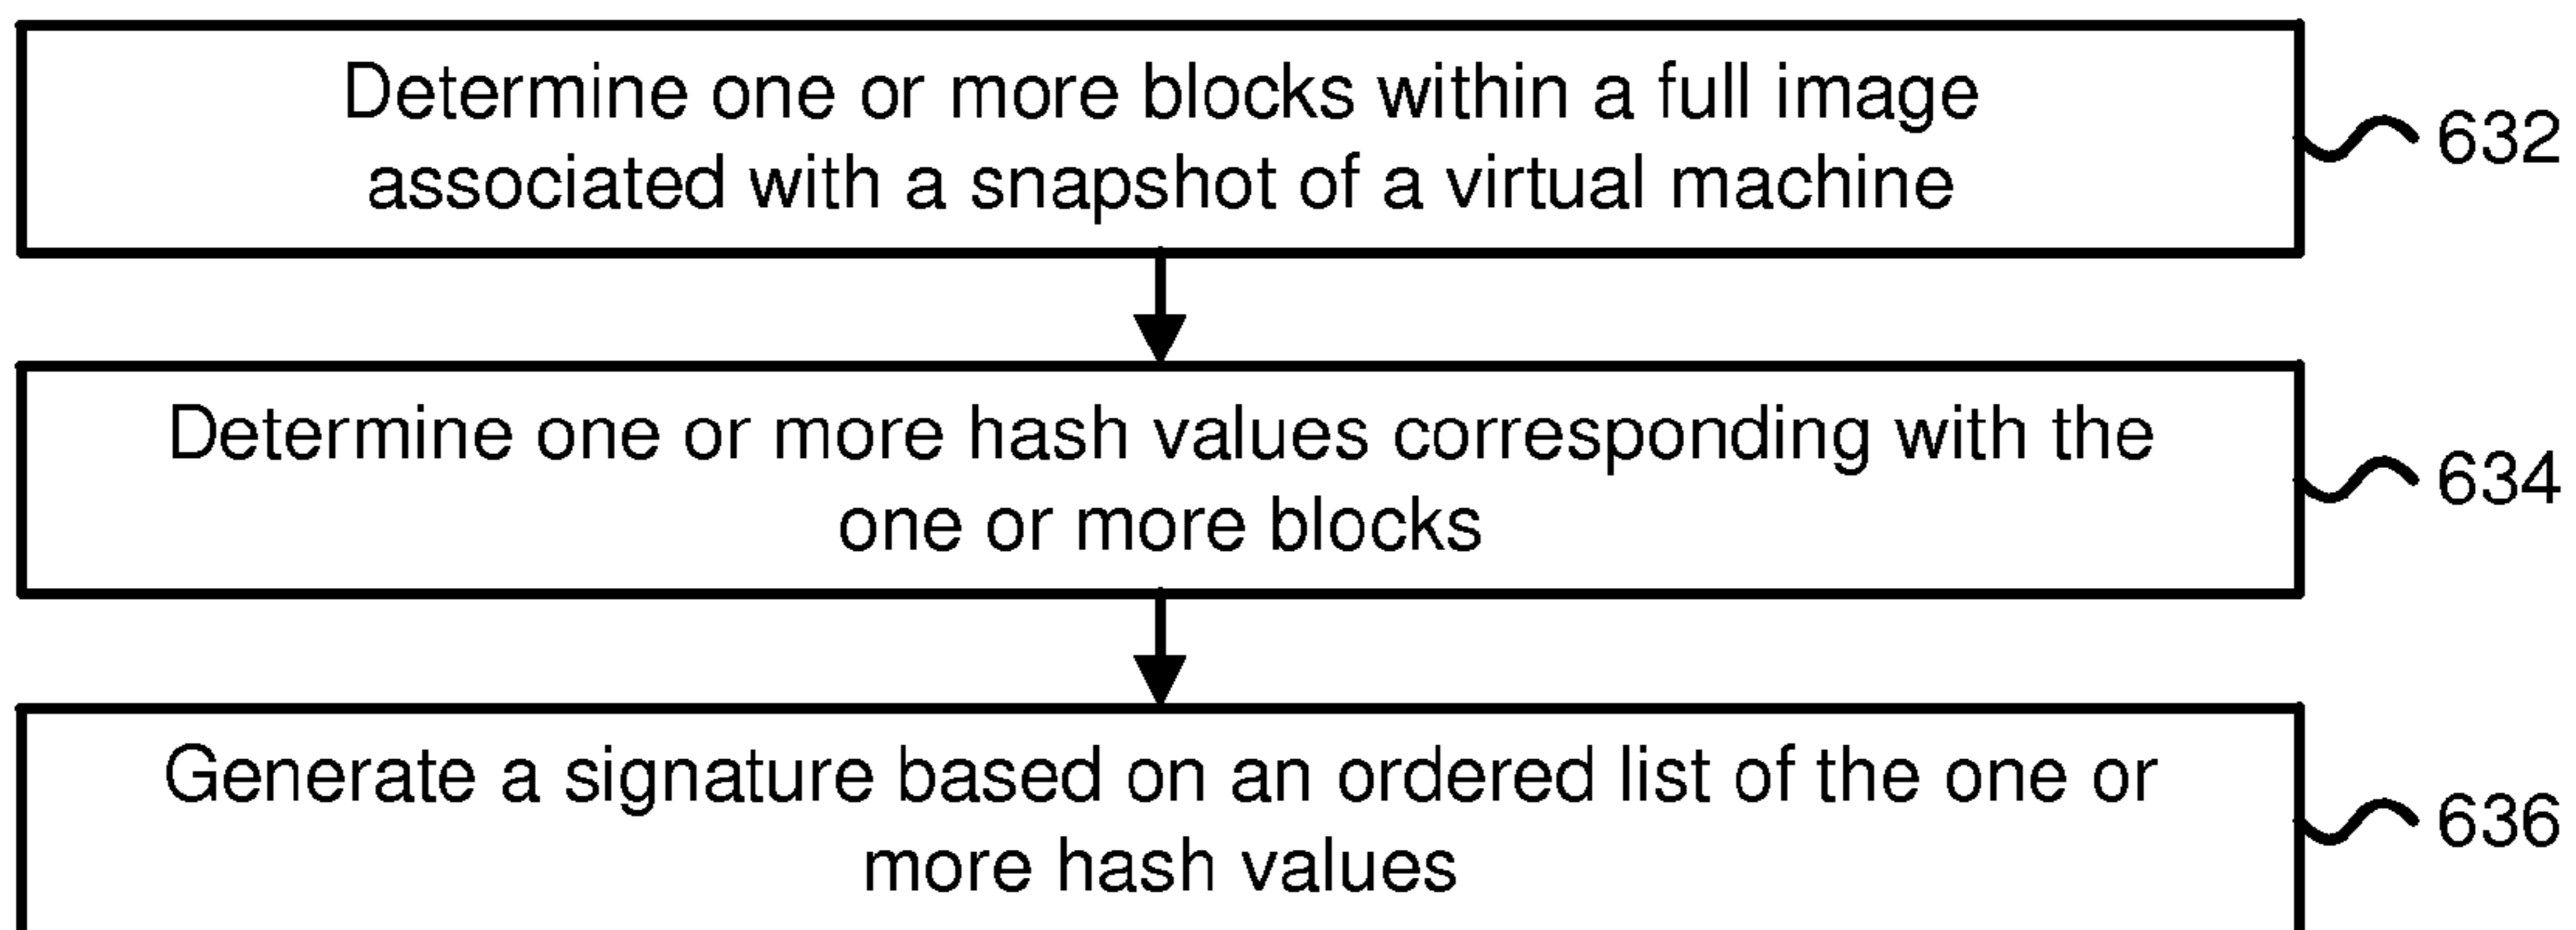 Determine one or more blocks within a full image
associated with a snapshot of a virtual machine
632
Determine one or more hash values corresponding with the
one or more blocks
634
Generate a signature based on an ordered list of the one or
more hash values
636